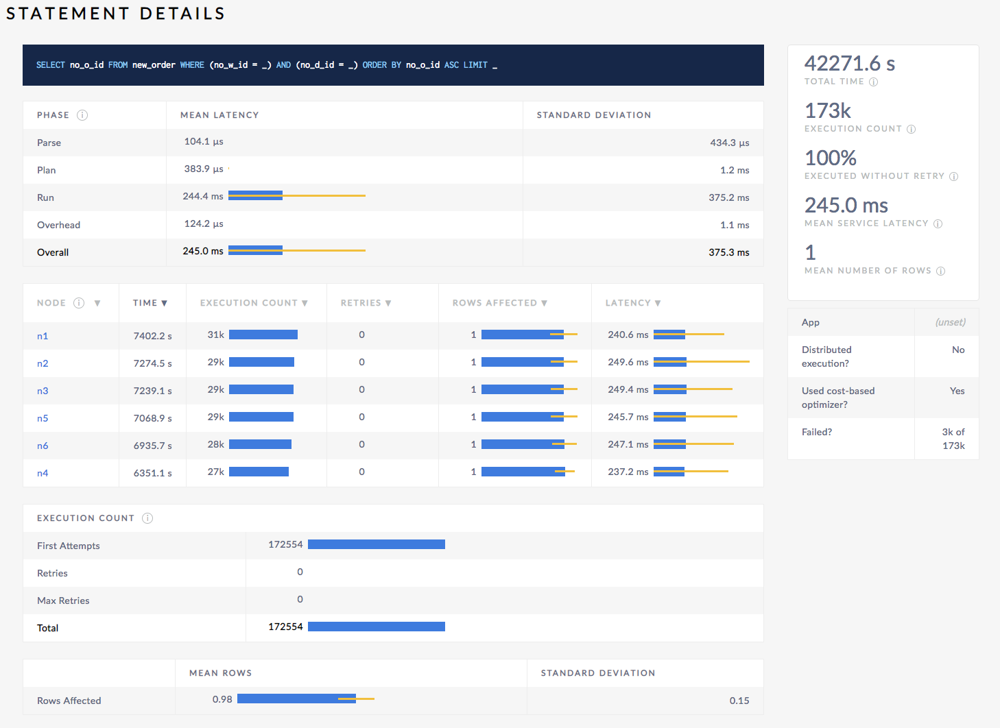 STATEMENT DETAILS
SELECT no_o_id FROM new_order WHERE (no_w_id = _) AND (no_d_id = _) ORDER BY no_o_id ASC LIMIT _
PHASE MEAN LATENCY STANDARD DEVIATION
Parse 104.1 µs 434.3 µs
Plan 383.9 µs 1.2 ms
Run 244.4 ms 375.2 ms
Overhead 124.2 µs 1.1 ms
Overall 245.0 ms 375.3 ms
NODE TIME EXECUTION COUNT RETRIES ROWS AFFECTED LATENCY
n1 7402.2 s 31k 0 1 240.6 ms
n2 7274.5 s 29k 0 1 249.6 ms
n3 7239.1 s 29k 0 1 249.4 ms
n5 7068.9 s 29k 0 1 245.7 ms
n6 6935.7 s 28k 0 1 247.1 ms
n4 6351.1 s 27k 0 1 237.2 ms
EXECUTION COUNT
First Attempts 172554
Retries 0
Max Retries 0
Total 172554
MEAN ROWS STANDARD DEVIATION
Rows Affected 0.98 0.15
42271.6 s
TOTAL TIME
173k
EXECUTION COUNT
100%
EXECUTED WITHOUT RETRY
245.0 ms
MEAN SERVICE LATENCY
1
MEAN NUMBER OF ROWS
App (unset)
Distributed No
execution?
Used cost-based Yes
optimizer?
Failed? 3k of
173k